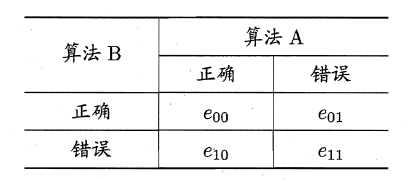 算法 B 算法 A
正确 错误
正确 e₀₀ e₀₁
错误 e₁₀ e₁₁